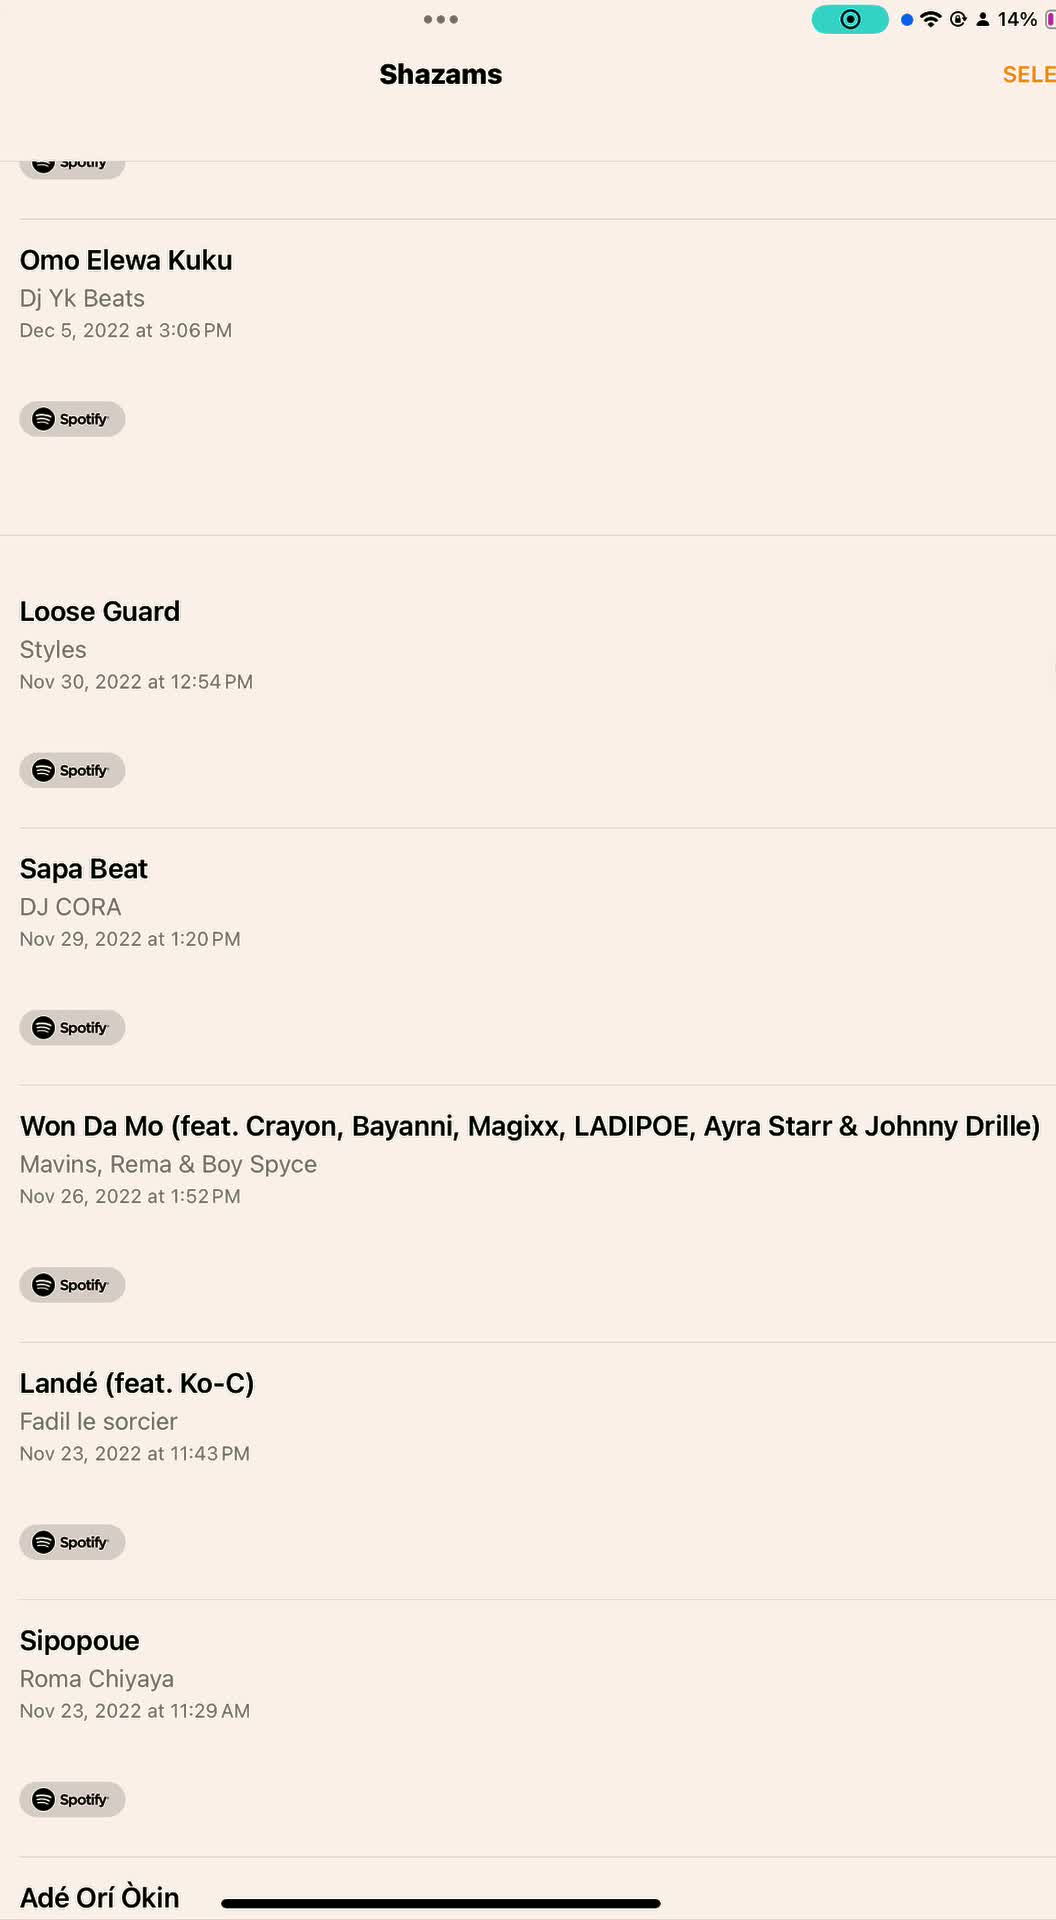 14%
Shazams
SELE
Spotify
Omo Elewa Kuku
Dj Yk Beats
Dec 5, 2022 at 3:06 PM
Spotify
Loose Guard
Styles
Nov 30, 2022 at 12:54 PM
Spotify
Sapa Beat
DJ CORA
Nov 29, 2022 at 1:20 PM
Spotify
Won Da Mo (feat. Crayon, Bayanni, Magixx, LADIPOE, Ayra Starr & Johnny Drille)
Mavins, Rema & Boy Spyce
Nov 26, 2022 at 1:52 PM
Spotify
Landé (feat. Ko-C)
Fadil le sorcier
Nov 23, 2022 at 11:43 PM
Spotify
Sipopoue
Roma Chiyaya
Nov 23, 2022 at 11:29 AM
Spotify
Adé Orí Òkin